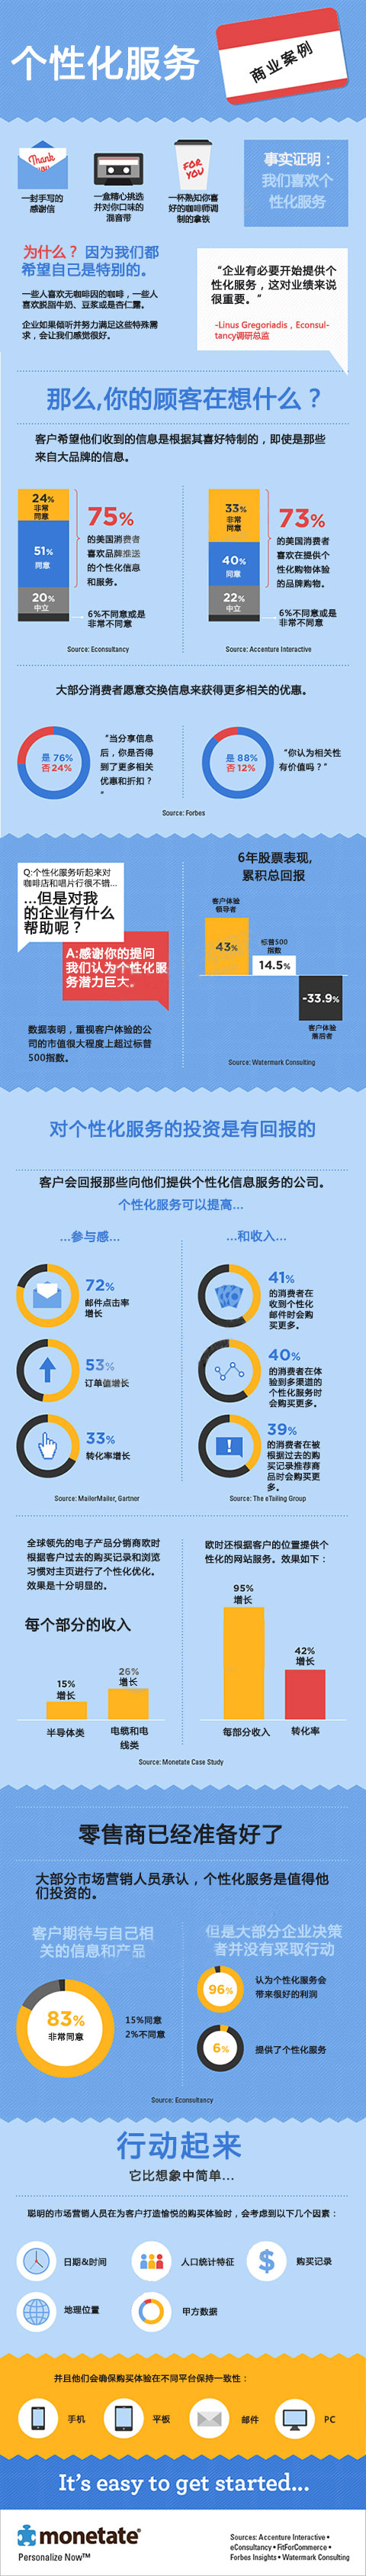 个性化服务
商业案例
Thank you
FOR YOU
一封手写的
感谢信
一盒精心挑选
并对你口味的
混音带
一杯熟知你喜
好的咖啡师调
制的拿铁
事实证明：
我们喜欢个
性化服务
为什么？因为我们都
希望自己是特别的。
一些人喜欢无咖啡因的咖啡，一些人
喜欢脱脂牛奶、豆浆或是杏仁露。
企业如果倾听并努力满足这些特殊需
求，会让我们感觉很好。
“企业有必要开始提供个
性化服务，这对业绩来说
很重要。”
-Linus Gregoriadis，Econsul-
tancy调研总监
那么,你的顾客在想什么？
客户希望他们收到的信息是根据其喜好特制的，即使是那些
来自大品牌的信息。
24%
非常
同意
51%
同意
20%
中立
75%
的美国消费者
喜欢品牌推送
的个性化信息
和服务。
6%不同意或是
非常不同意
Source: Econsultancy
33%
非常
同意
40%
同意
22%
中立
73%
的美国消费者
喜欢在提供个
性化购物体验
的品牌购物。
6%不同意或是
非常不同意
Source: Accenture Interactive
大部分消费者愿意交换信息来获得更多相关的优惠。
是 76%
否 24%
“当分享信息
后，你是否得
到了更多相关
优惠和折扣？
”
是 88%
否 12%
“你认为相关性
有价值吗？”
Source: Forbes
Q:个性化服务听起来对
咖啡店和唱片行很不错...
...但是对我
的企业有什么
帮助呢？
A:感谢你的提问
我们认为个性化服
务潜力巨大。
数据表明，重视客户体验的公
司的市值很大程度上超过标普
500指数。
6年股票表现,
累积总回报
客户体验
领导者
43%
标普500
指数
14.5%
-33.9%
客户体验
落后者
Source: Watermark Consulting
对个性化服务的投资是有回报的
客户会回报那些向他们提供个性化信息服务的公司。
个性化服务可以提高...
...参与感...
72%
邮件点击率
增长
53%
订单值增长
33%
转化率增长
Source: MailerMailer, Gartner
...和收入...
41%
的消费者在
收到个性化
邮件时会购
买更多。
40%
的消费者在体
验到多渠道的
个性化服务时
会购买更多。
39%
的消费者在被
根据过去的购
买记录推荐商
品时会购买更
多。
Source: The eTailing Group
全球领先的电子产品分销商欧时
根据客户过去的购买记录和浏览
习惯对主页进行了个性化优化。
效果是十分明显的。
每个部分的收入
15%
增长
半导体类
26%
增长
电缆和电
线类
欧时还根据客户的位置提供个
性化的网站服务。效果如下：
95%
增长
每部分收入
42%
增长
转化率
Source: Monetate Case Study
零售商已经准备好了
大部分市场营销人员承认，个性化服务是值得他
们投资的。
客户期待与自己相
关的信息和产品
83%
非常同意
15%同意
2%不同意
但是大部分企业决策
者并没有采取行动
96%
认为个性化服务会
带来很好的利润
6%
提供了个性化服务
Source: Econsultancy
行动起来
它比想象中简单...
聪明的市场营销人员在为客户打造愉悦的购买体验时，会考虑到以下几个因素：
日期&时间
人口统计特征
$
购买记录
地理位置
甲方数据
并且他们会确保购买体验在不同平台保持一致性：
手机
平板
邮件
PC
It's easy to get started...
monetate®
Personalize Now™
Sources: Accenture Interactive •
eConsultancy • FitForCommerce •
Forbes Insights • Watermark Consulting